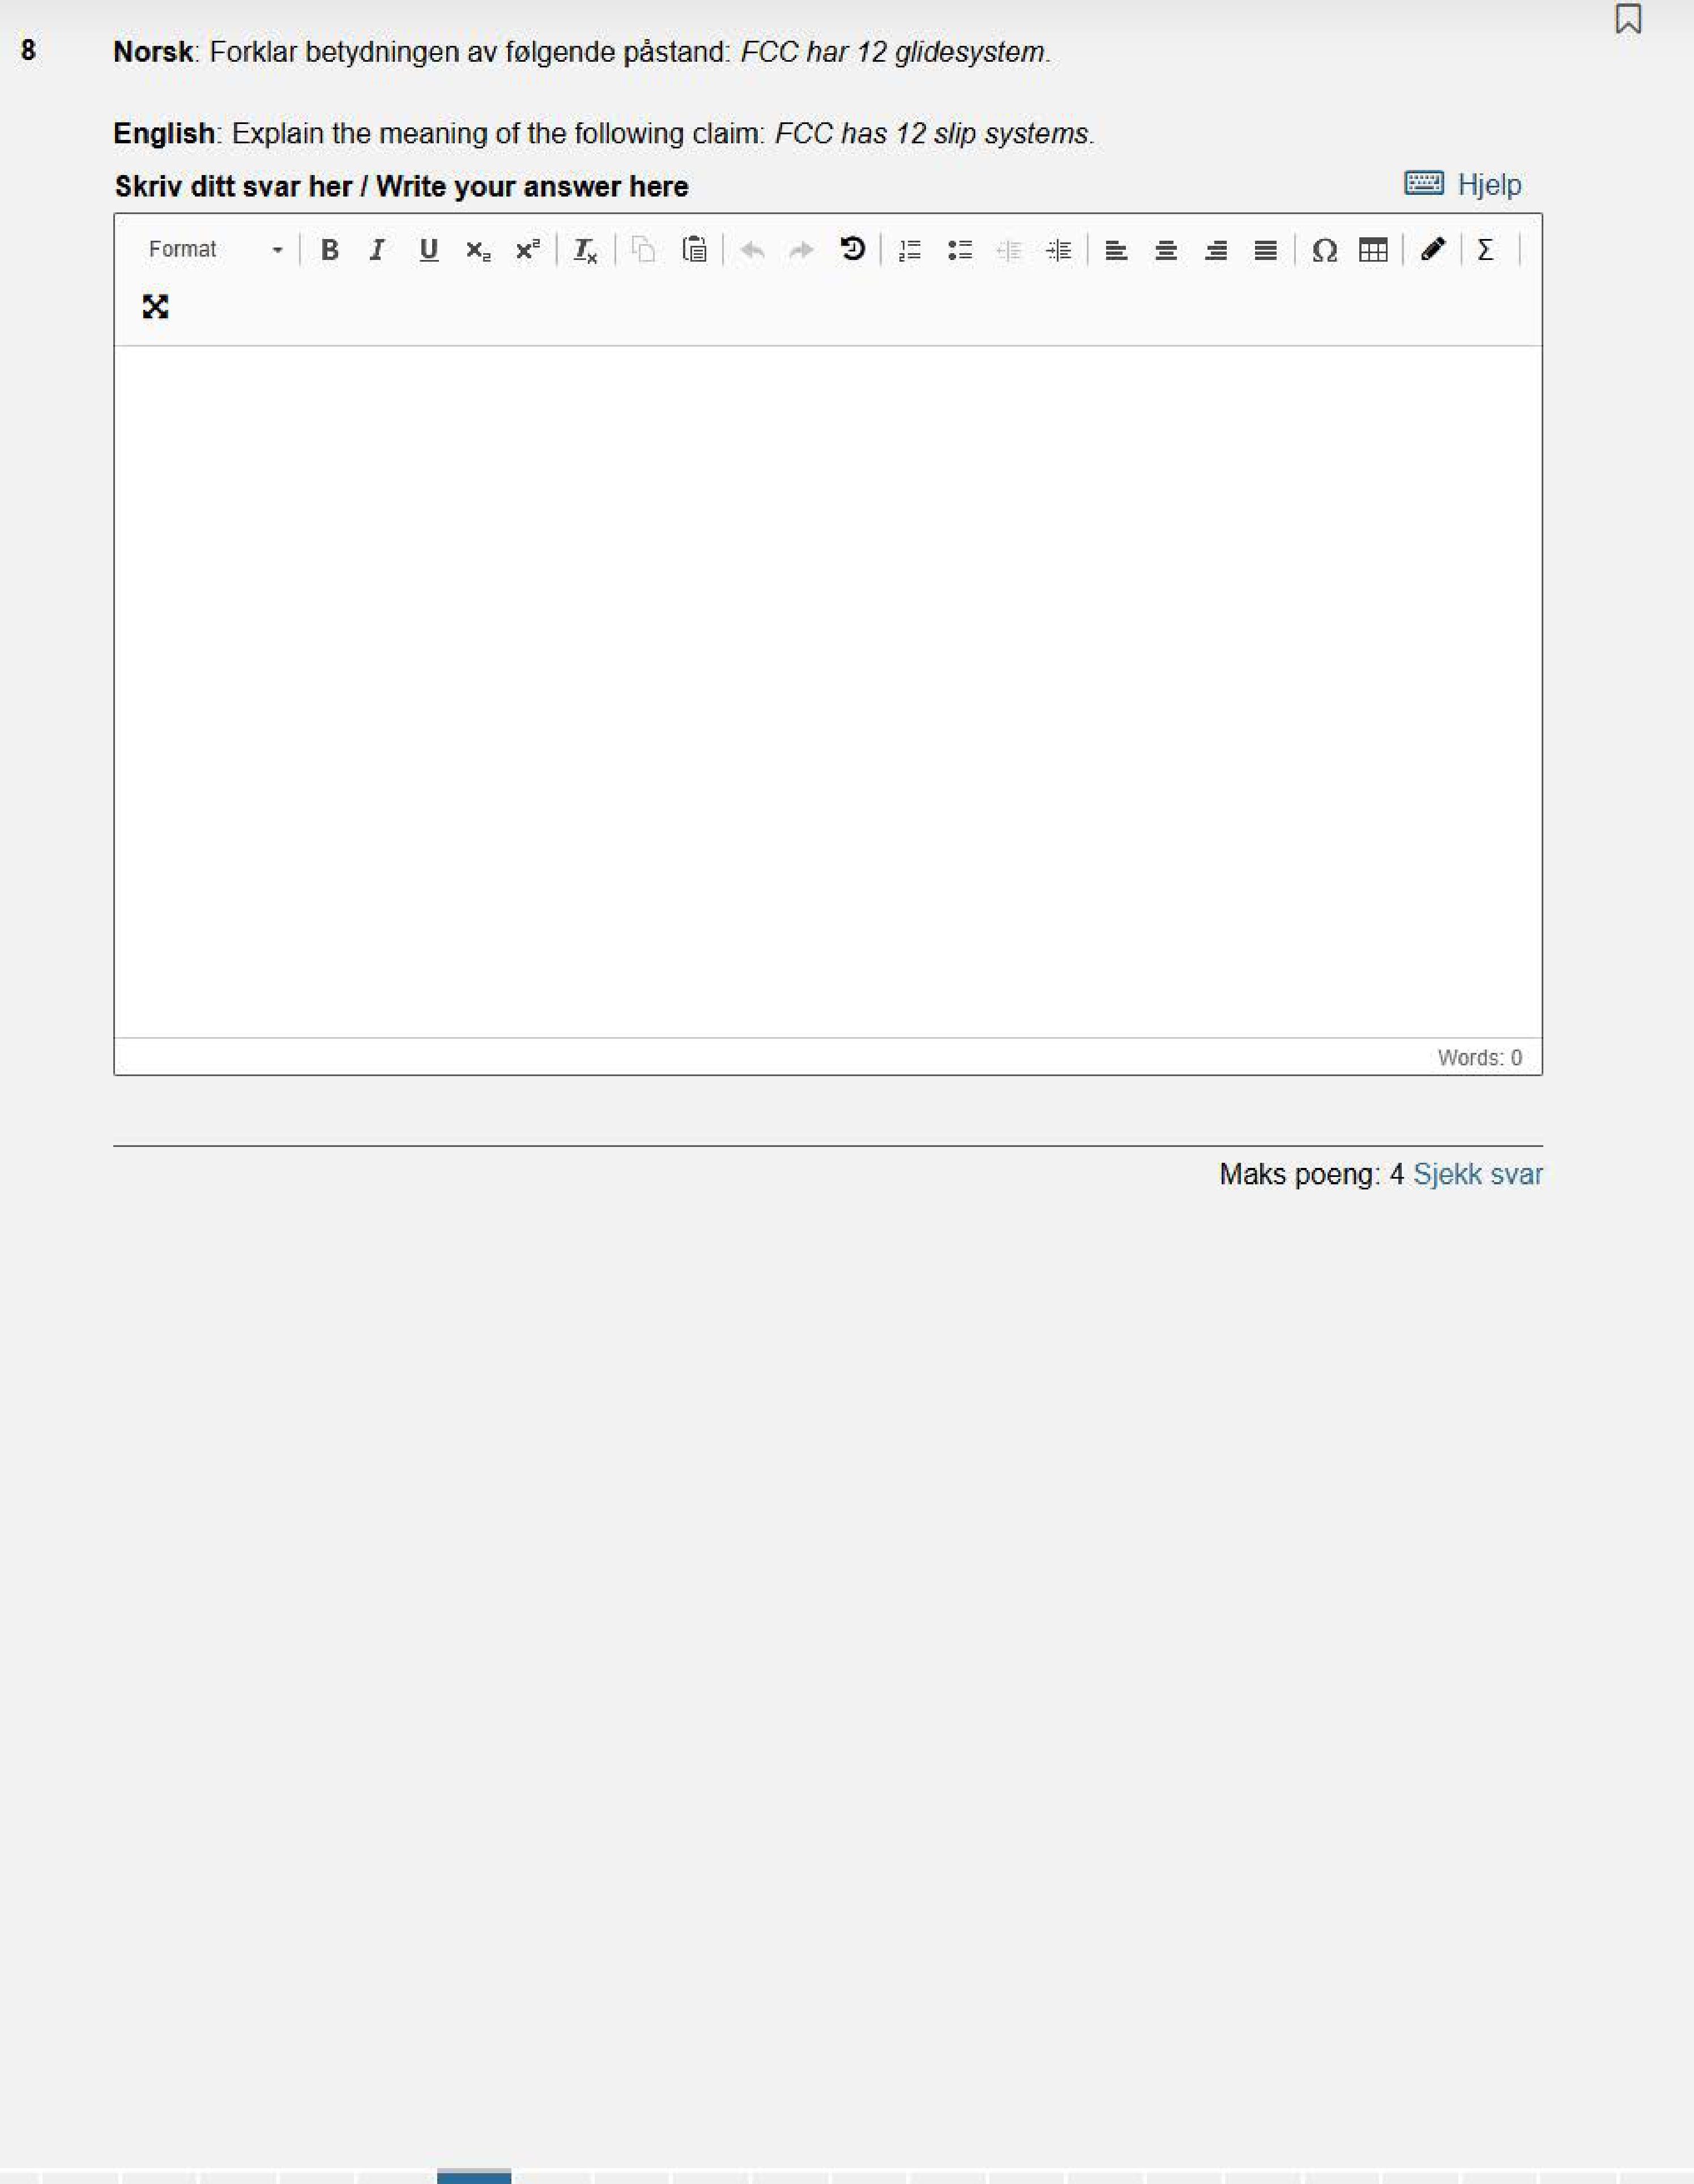 8 Norsk: Forklar betydningen av følgende påstand: FCC har 12 glidesystem.
English: Explain the meaning of the following claim: FCC has 12 slip systems.
Skriv ditt svar her / Write your answer here
Hjelp
Format
Words: 0
Maks poeng: 4 Sjekk svar